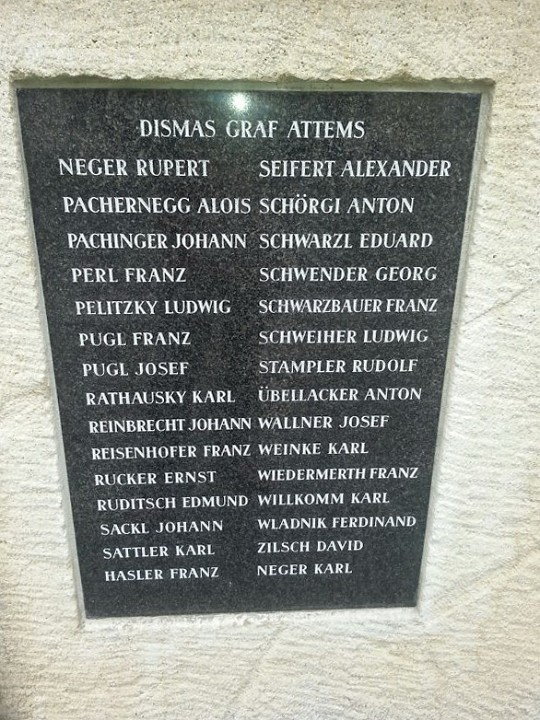 DISMAS GRAF ATTEMS
NEGER RUPERT
PACHERNEGG ALOIS
PACHINGER JOHANN
PERL FRANZ
PELITZKY LUDWIG
PUGL FRANZ
PUGL JOSEF
RATHAUSKY KARL
REINBRECHT JOHANN
REISENHOFER FRANZ
RUCKER ERNST
RUDITSCH EDMUND
SACKL JOHANN
SATTLER KARL
HASLER FRANZ
SEIFERT ALEXANDER
SCHÖRGI ANTON
SCHWARZL EDUARD
SCHWENDER GEORG
SCHWARZBAUER FRANZ
SCHWEIHER LUDWIG
STAMPLER RUDOLF
ÜBELLACKER ANTON
WALLNER JOSEF
WEINKE KARL
WIEDERMERTH FRANZ
WILLKOMM KARL
WLADNIK FERDINAND
ZILSCH DAVID
NEGER KARL